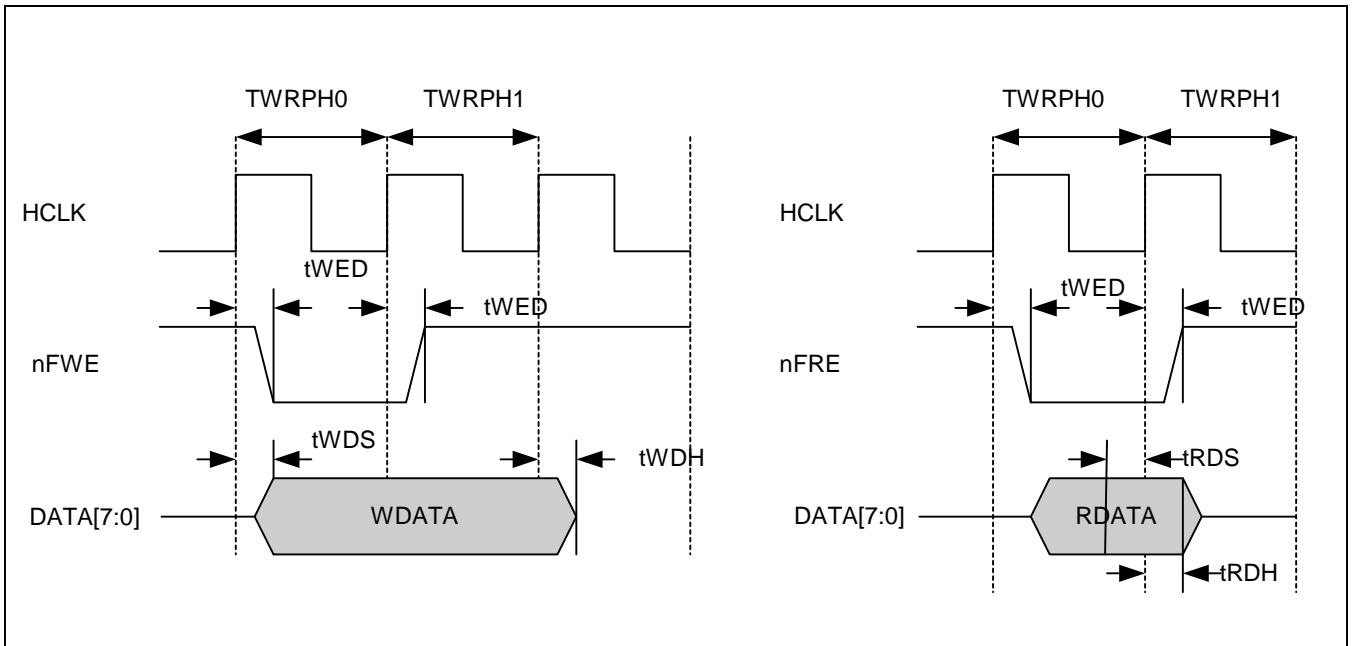 TWRPH0 TWRPH1
HCLK
tWED
tWED
nFWE
tWDS
tWDH
DATA[7:0]
WDATA
TWRPH0 TWRPH1
HCLK
tWED
tWED
nFRE
tRDS
DATA[7:0]
RDATA
tRDH